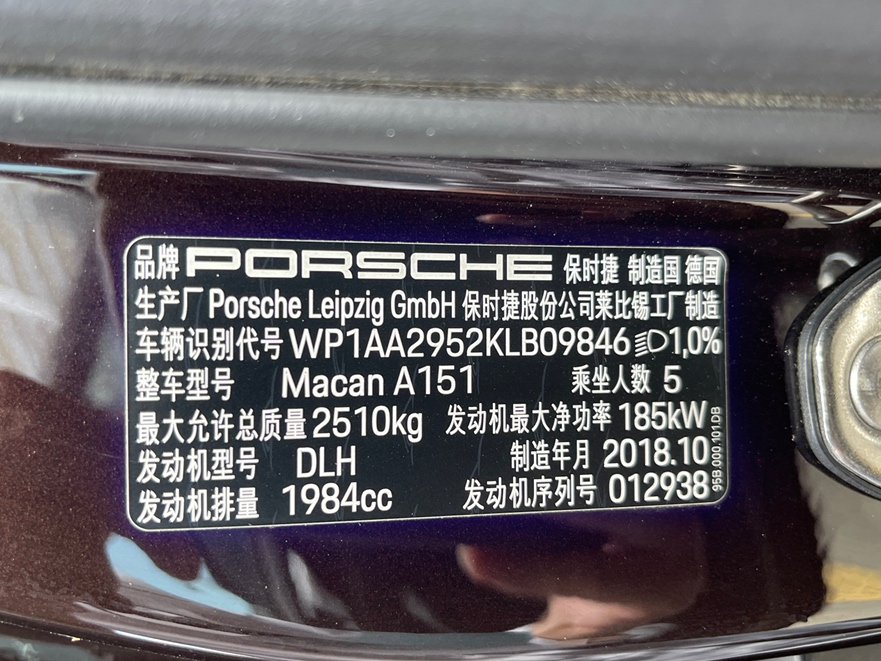 品牌 PORSCHE 保时捷 制造国 德国
生产厂 Porsche Leipzig GmbH 保时捷股份公司莱比锡工厂制造
车辆识别代号 WP1AA2952KLB09846 1,0%
整车型号 Macan A151 乘坐人数 5
最大允许总质量 2510kg 发动机最大净功率 185kW
发动机型号 DLH 制造年月 2018.10
发动机排量 1984cc 发动机序列号 012938
95B.000.101.DB